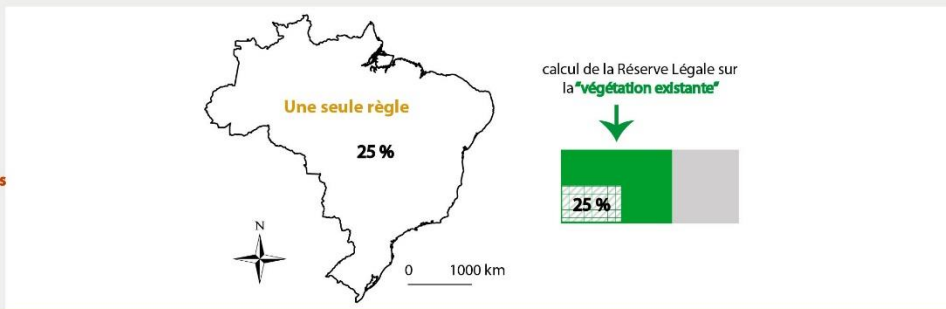 calcul de la Réserve Légale sur
la "végétation existante"
Une seule règle
25 %
25 %
s
N
0 1000 km